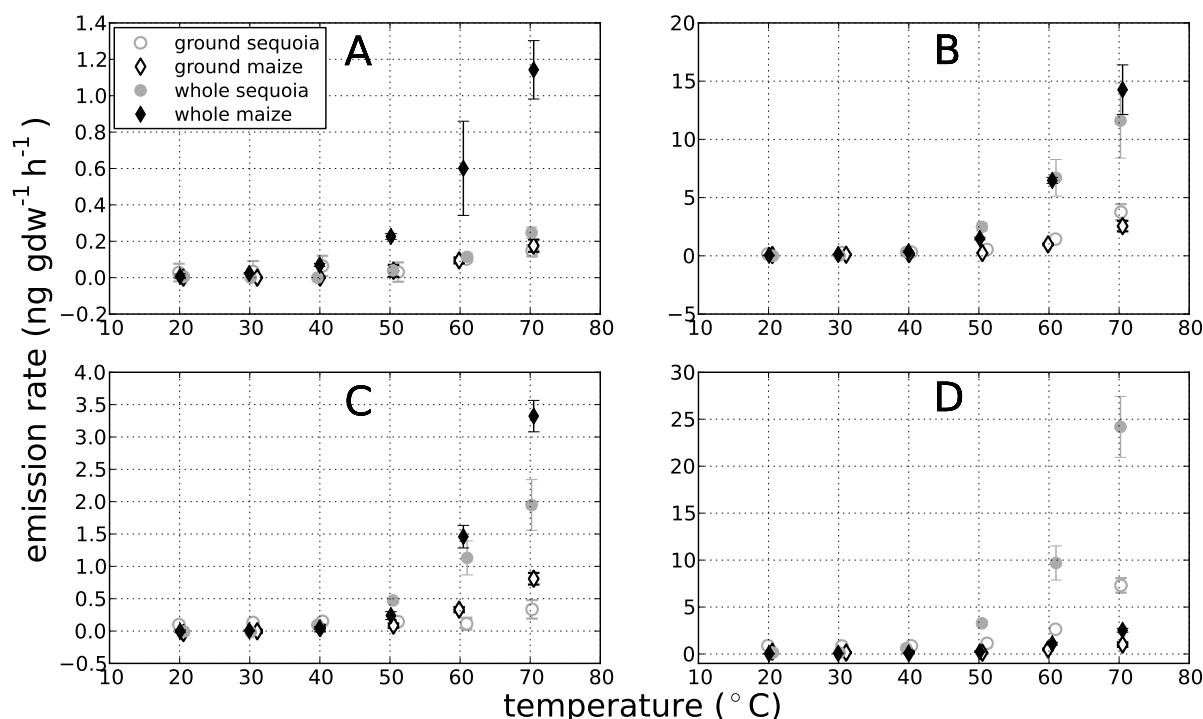 emission rate (ng gdw⁻¹ h⁻¹)
A
ground sequoia
ground maize
whole sequoia
whole maize
1.4
1.2
1.0
0.8
0.6
0.4
0.2
0.0
−0.2
10 20 30 40 50 60 70 80
B
20
15
10
5
0
−5
10 20 30 40 50 60 70 80
C
4.0
3.5
3.0
2.5
2.0
1.5
1.0
0.5
0.0
−0.5
10 20 30 40 50 60 70 80
D
30
25
20
15
10
5
0
10 20 30 40 50 60 70 80
temperature (°C)